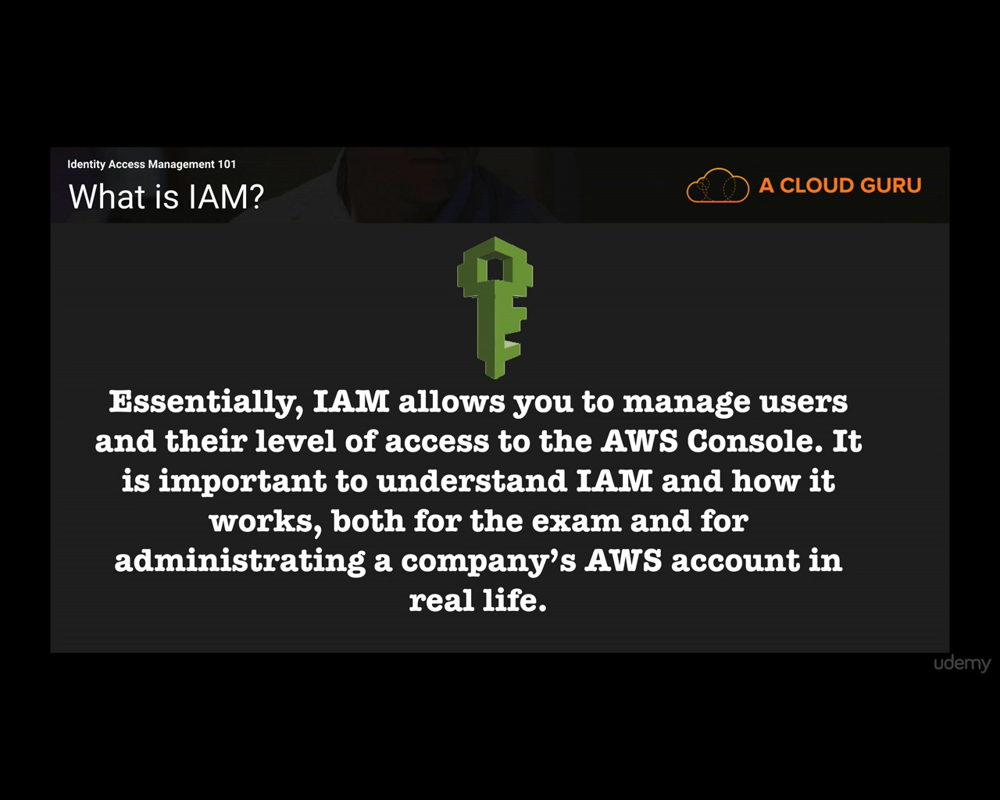 Identity Access Management 101
What is IAM?
A CLOUD GURU
Essentially, IAM allows you to manage users
and their level of access to the AWS Console. It
is important to understand IAM and how it
works, both for the exam and for
administrating a company’s AWS account in
real life.
udemy